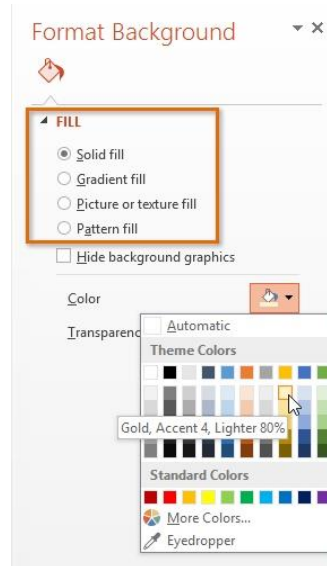 Format Background
FILL
Solid fill
Gradient fill
Picture or texture fill
Pattern fill
Hide background graphics
Color
Transparenc
Automatic
Theme Colors
Gold, Accent 4, Lighter 80%
Standard Colors
More Colors...
Eyedropper